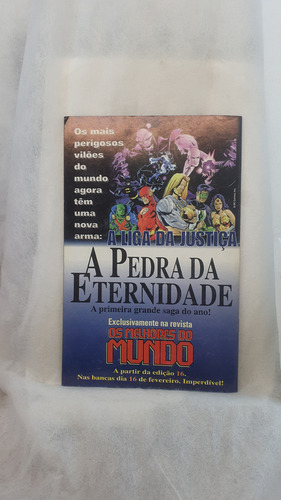 Os mais
perigosos
vilões
do
mundo
agora
têm
uma
nova
arma: A LIGA DA JUSTIÇA
A PEDRA DA
ETERNIDADE
A primeira grande saga do ano!
Exclusivamente na revista
OS MELHORES DO
MUNDO
A partir da edição 16.
Nas bancas dia 16 de fevereiro. Imperdível!